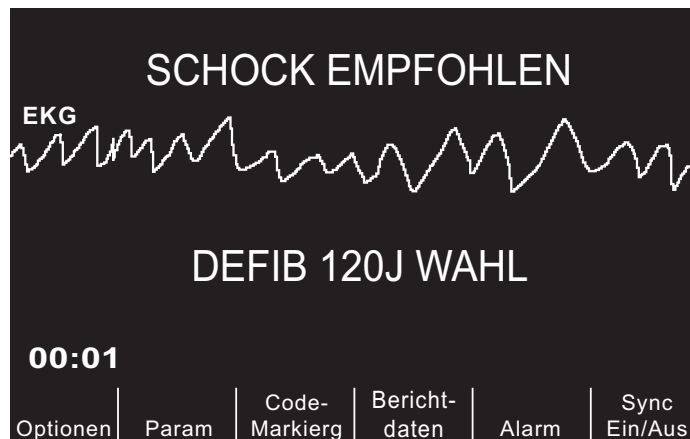 SCHOCK EMPFOHLEN
EKG
DEFIB 120J WAHL
00:01
Optionen
Param
Code-
Markierg
Bericht-
daten
Alarm
Sync
Ein/Aus